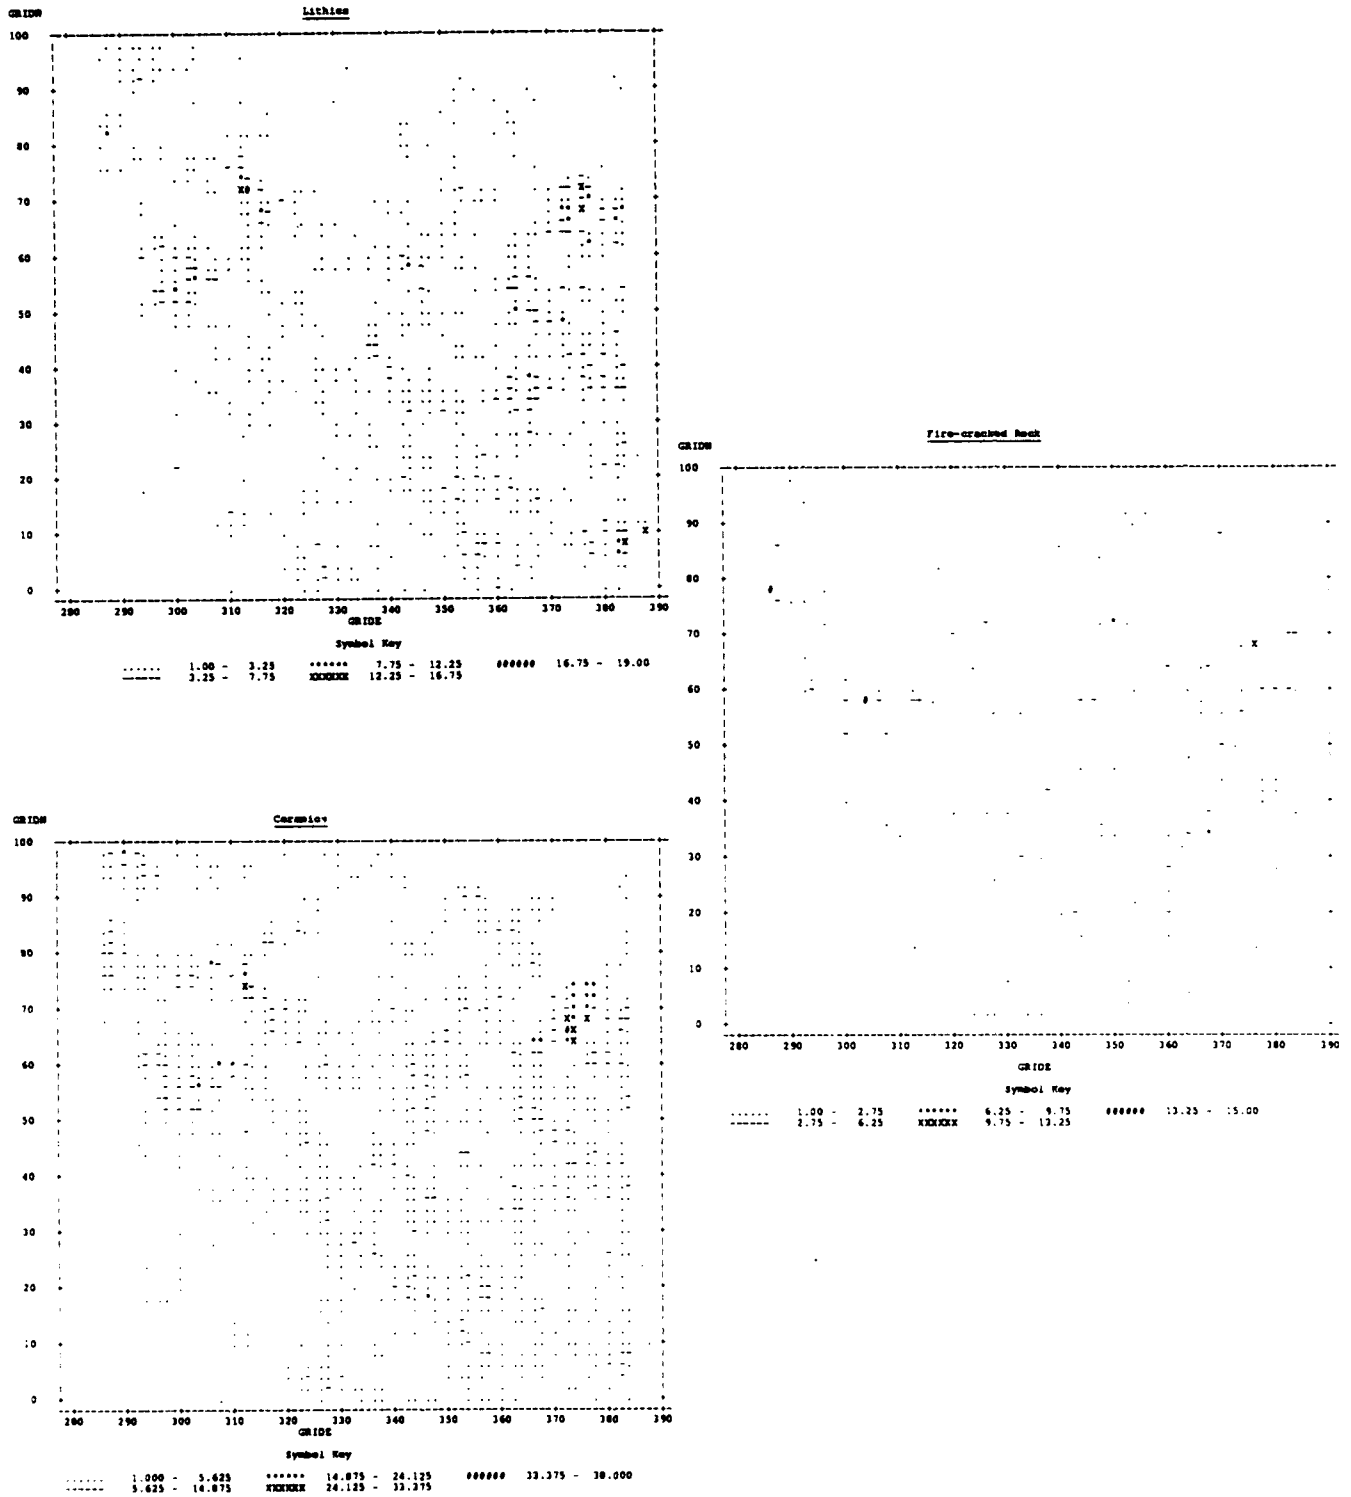 Lithics
GRIDN
100
90
80
70
60
50
40
30
20
10
0
280 290 300 310 320 330 340 350 360 370 380 390
GRIDE
Symbol Key
...... 1.00 - 3.25 ****** 7.75 - 12.25 ###### 16.75 - 19.00
------ 3.25 - 7.75 XXXXXX 12.25 - 16.75
Fire-cracked Rock
GRIDN
100
90
80
70
60
50
40
30
20
10
0
280 290 300 310 320 330 340 350 360 370 380 390
GRIDE
Symbol Key
...... 1.00 - 2.75 ****** 6.25 - 9.75 ###### 13.25 - 15.00
------ 2.75 - 6.25 XXXXXX 9.75 - 13.25
Ceramics
GRIDN
100
90
80
70
60
50
40
30
20
10
0
280 290 300 310 320 330 340 350 360 370 380 390
GRIDE
Symbol Key
...... 1.000 - 5.625 ****** 14.875 - 24.125 ###### 33.375 - 38.000
------ 5.625 - 14.875 XXXXXX 24.125 - 33.375